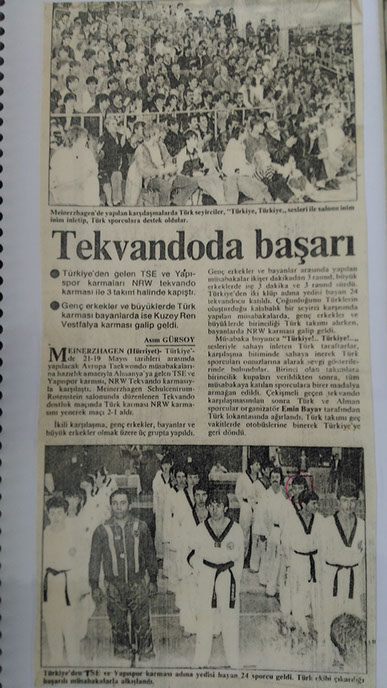 Meinerzhagen'de yapılan karşılaşmalarda Türk seyirciler, "Türkiye, Türkiye,,, sesleri ile salonu inim
inim inletip, Türk sporculara destek oldular.
Tekvandoda başarı
Türkiye'den gelen TSE ve Yapı-
spor karmaları NRW tekvando
karması ile 3 takım halinde kapıştı.
Genç erkekler ve büyüklerde Türk
karması bayanlarda ise Kuzey Ren
Vestfalya karması galip geldi.
Asım GÜRSOY
MEİNERZHAGEN (Hürriyet)- Türkiye'-
de 21-19 Mayıs tarihleri arasında
yapılacak Avrupa Taekwondo müsabakaları-
na hazırlık amacıyla Almanya'ya gelen TSE ve
Yapıspor karması, NRW Tekvando karmasıy-
la karşılaştı. Meinerzhagen Schulcentrum-
Rotenstein salonunda düzenlenen Tekvando
dostluk maçında Türk karması NRW karma-
sını yenerek maçı 2-1 aldı.
İkili karşılaşma, genç erkekler, bayanlar ve
büyük erkekler olmak üzere üç grupta yapıldı.
Genç erkekler ve bayanlar arasında yapılan
müsabakalar ikişer dakikadan 3 raund, büyük
erkeklerde ise 3 dakika ve 3 raund sürdü.
Türkiye'den iki klüp adına yedisi bayan 24
tekvandocu katıldı. Çoğunluğunu Türklerin
oluşturduğu kalabalık bir seyirci karşısında
yapılan müsabakalarda, genç erkekler ve
büyüklerde birinciliği Türk takımı alırken,
bayanlarda NRW karması galip geldi.
Müsabaka boyunca "Türkiye!.. Türkiye!...
sesleriyle sahayı inleten Türk taraftarlar,
karşılaşma bitiminde sahaya inerek Türk
sporcuları omuzlarına alarak sevgi gösterile-
rinde bulundular. Birinci olan takımlara
birincilik kupaları verildikten sonra, tüm
müsabakaya katılan sporculara birer madalya
armağan edildi. Çekişmeli geçen tekvando
karşılaşmasından sonra Türk ve Alman
sporcular organizatör Emin Bayır tarafından
Türk lokantasında ağırlandı. Türk takımı geç
vakitlerde otobüslerine binerek Türkiye'ye
geri döndü.
Türkiye'den TSE ve Yapıspor karması adına yedisi bayan 24 sporcu geldi. Türk ekibi çıkardığı
başarılı müsabakalarla alkışlandı.